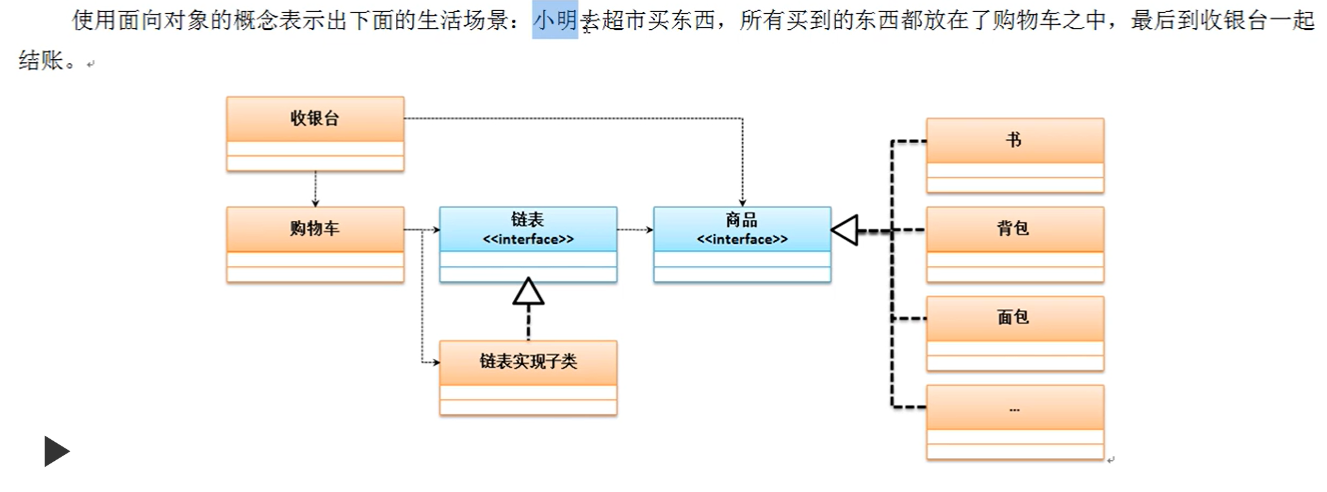 使用面向对象的概念表示出下面的生活场景：小明去超市买东西，所有买到的东西都放在了购物车之中，最后到收银台一起
结账。
收银台
书
购物车
链表
<<interface>>
商品
<<interface>>
背包
面包
链表实现子类
...